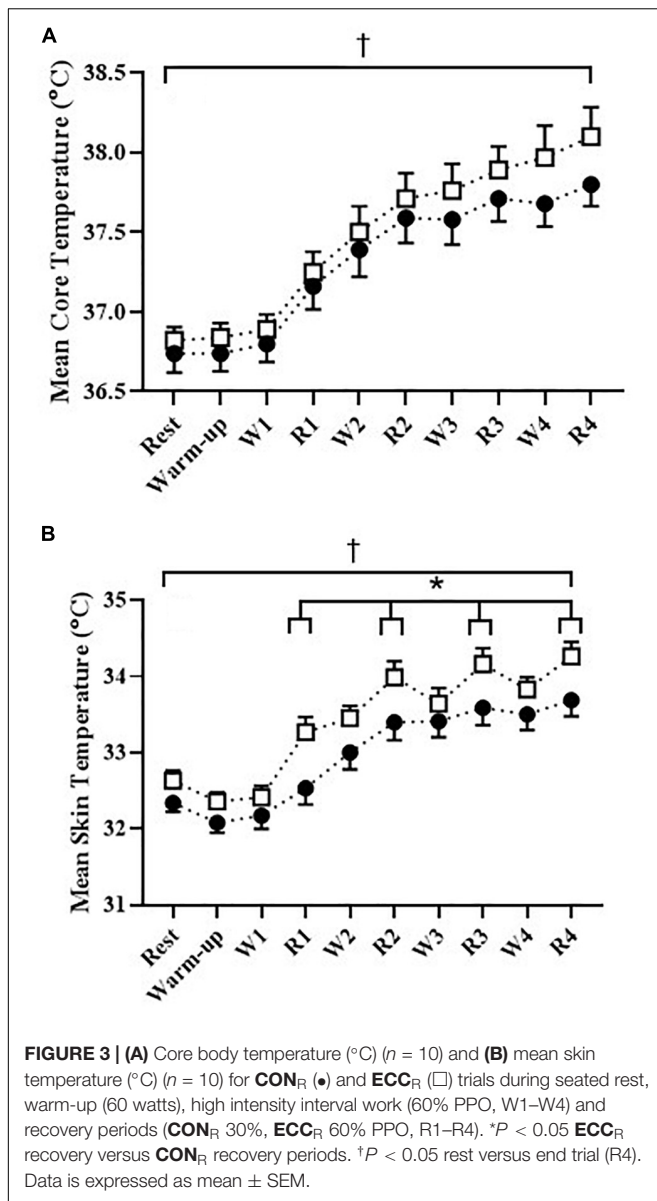 A
†
38.5
38.0
37.5
37.0
36.5
Mean Core Temperature (°C)
Rest
Warm-up
W1
R1
W2
R2
W3
R3
W4
R4
B
†
*
35
34
33
32
31
Mean Skin Temperature (°C)
Rest
Warm-up
W1
R1
W2
R2
W3
R3
W4
R4
FIGURE 3 | (A) Core body temperature (°C) (n = 10) and (B) mean skin
temperature (°C) (n = 10) for CONR (●) and ECCR (□) trials during seated rest,
warm-up (60 watts), high intensity interval work (60% PPO, W1–W4) and
recovery periods (CONR 30%, ECCR 60% PPO, R1–R4). *P < 0.05 ECCR
recovery versus CONR recovery periods. †P < 0.05 rest versus end trial (R4).
Data is expressed as mean ± SEM.